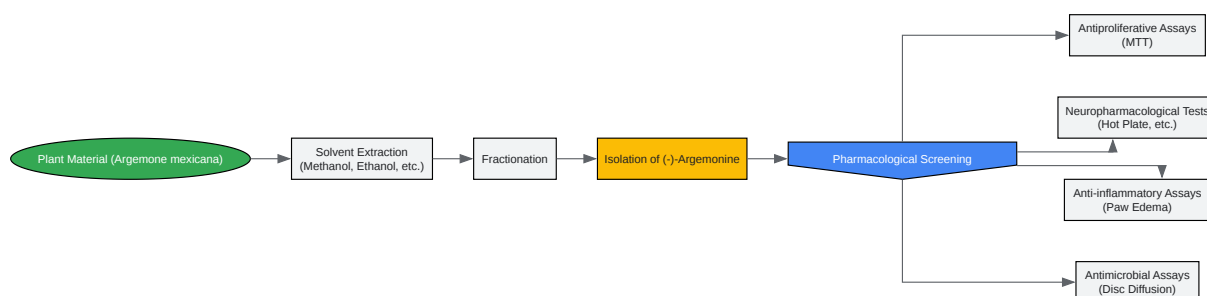 Plant Material (Argemone mexicana)
Solvent Extraction
(Methanol, Ethanol, etc.)
Fractionation
Isolation of (-)-Argemonine
Pharmacological Screening
Antiproliferative Assays
(MTT)
Neuropharmacological Tests
(Hot Plate, etc.)
Anti-inflammatory Assays
(Paw Edema)
Antimicrobial Assays
(Disc Diffusion)